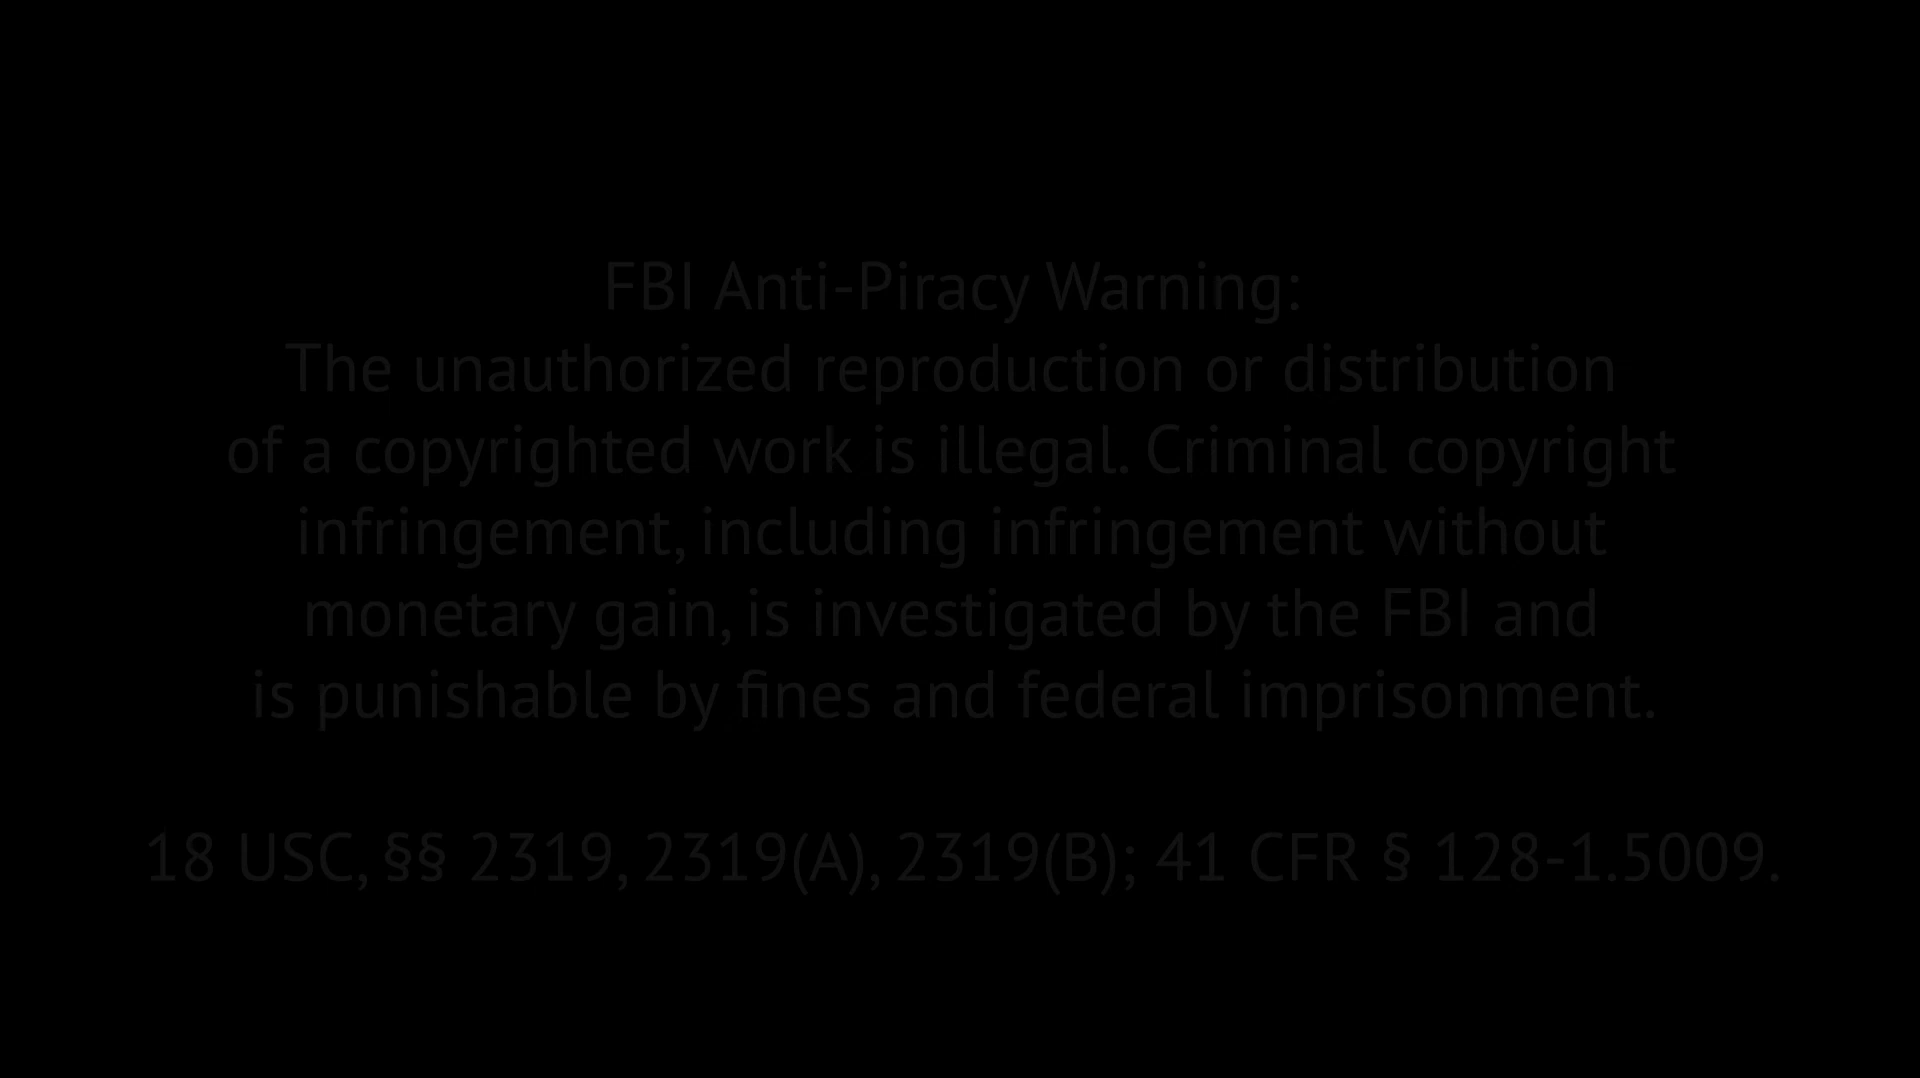 FBI Anti-Piracy Warning:
The unauthorized reproduction or distribution
of a copyrighted work is illegal. Criminal copyright
infringement, including infringement without
monetary gain, is investigated by the FBI and
is punishable by fines and federal imprisonment.
18 USC, §§ 2319, 2319(A), 2319(B); 41 CFR § 128-1.5009.